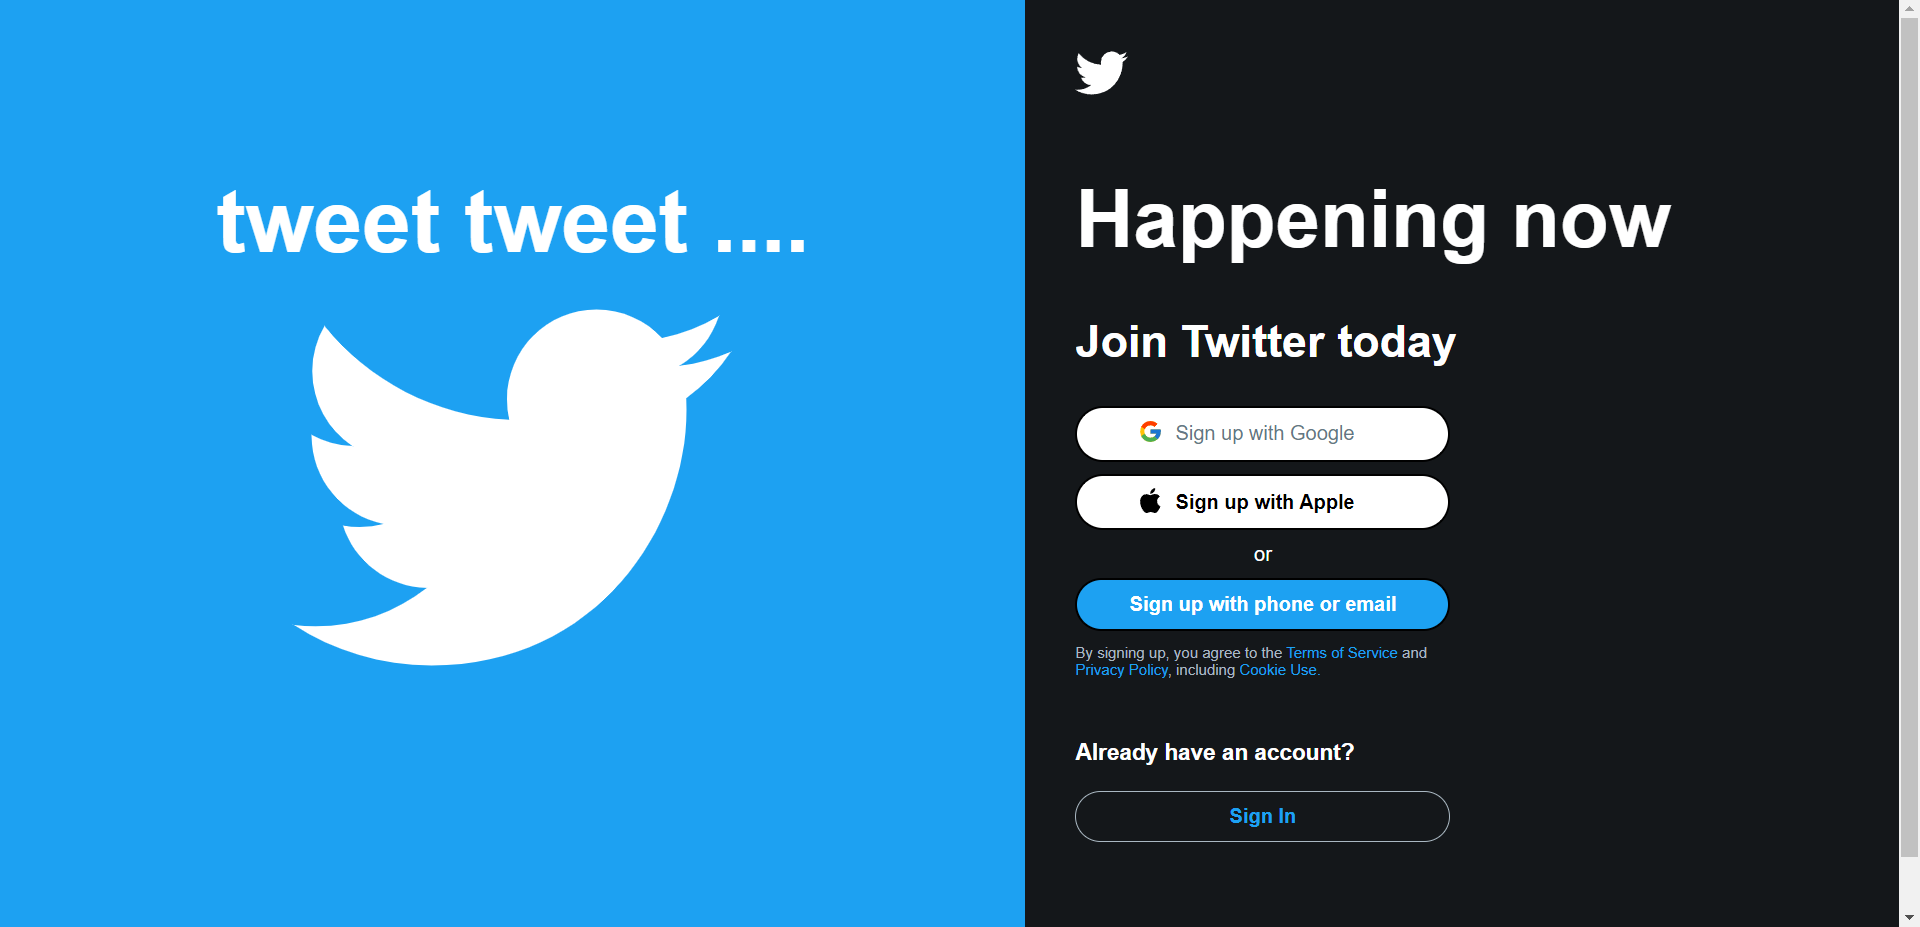 tweet tweet ....
Happening now
Join Twitter today
Sign up with Google
Sign up with Apple
or
Sign up with phone or email
By signing up, you agree to the Terms of Service and
Privacy Policy, including Cookie Use.
Already have an account?
Sign In